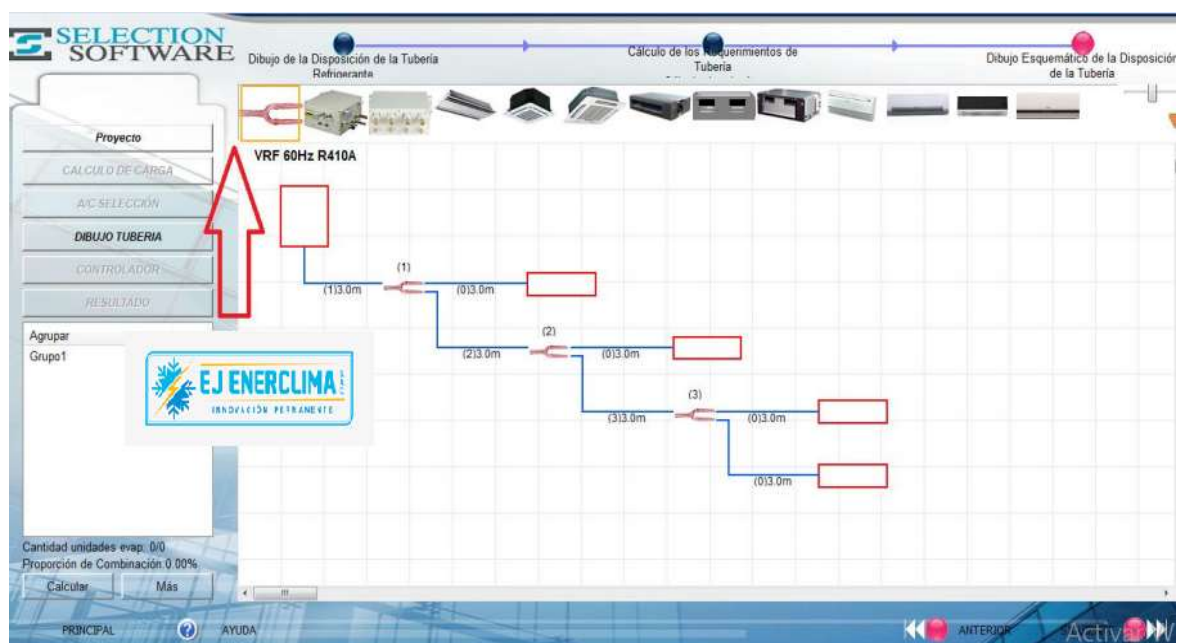 SELECTION
SOFTWARE
Dibujo de la Disposición de la Tubería
Refrigerante
Cálculo de los Requerimientos de
Tubería
Dibujo Esquemático de la Disposición
de la Tubería
Proyecto
CALCULO DE CARGA
A/C SELECCIÓN
DIBUJO TUBERIA
CONTROLADOR
RESULTADO
Agrupar
Grupo1
VRF 60Hz R410A
(1)
(1)3.0m
(0)3.0m
(2)
(2)3.0m
(0)3.0m
(3)
(3)3.0m
(0)3.0m
(0)3.0m
EJ ENERCLIMA
INNOVACIÓN PERMANENTE
Cantidad unidades evap: 0/0
Proporción de Combinación:0.00%
Calcular
Más
PRINCIPAL
AYUDA
ANTERIOR
Activar W